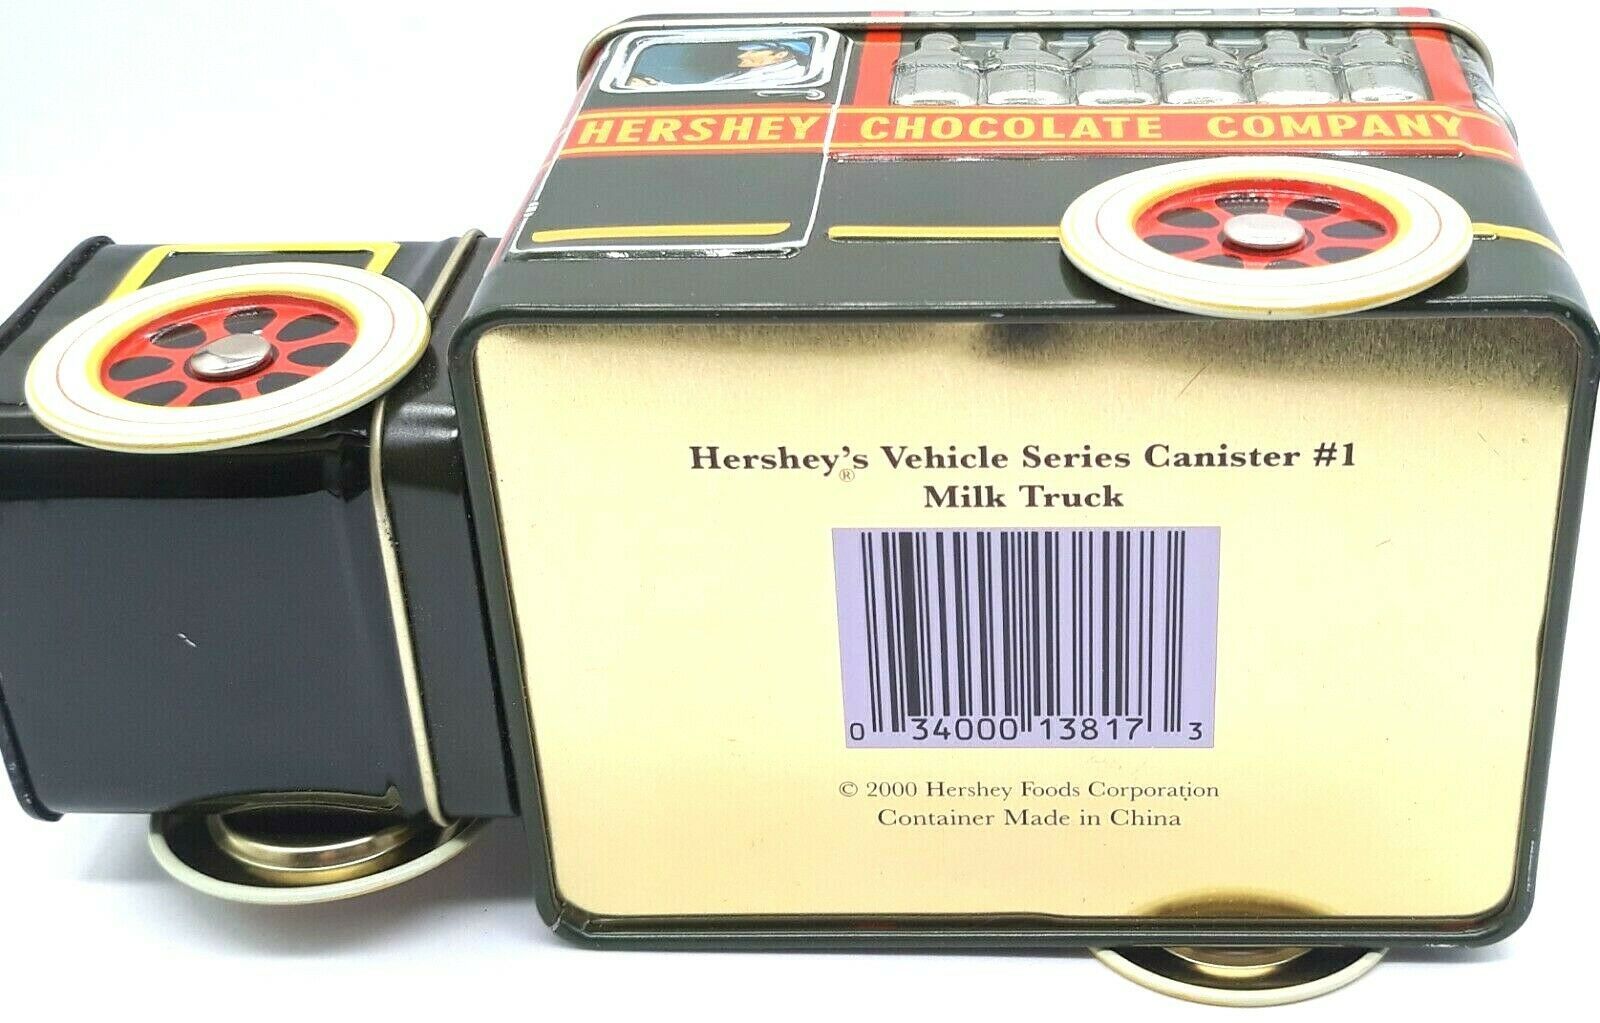 HERSHEY CHOCOLATE COMPANY
Hershey's® Vehicle Series Canister #1
Milk Truck
0 34000 13817 3
© 2000 Hershey Foods Corporation
Container Made in China